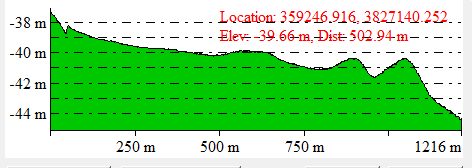 Location: 359246.916, 3827140.252
-38 m
Elev: -39.66 m, Dist: 502.94 m
-40 m
-42 m
-44 m
250 m 500 m 750 m 1216 m